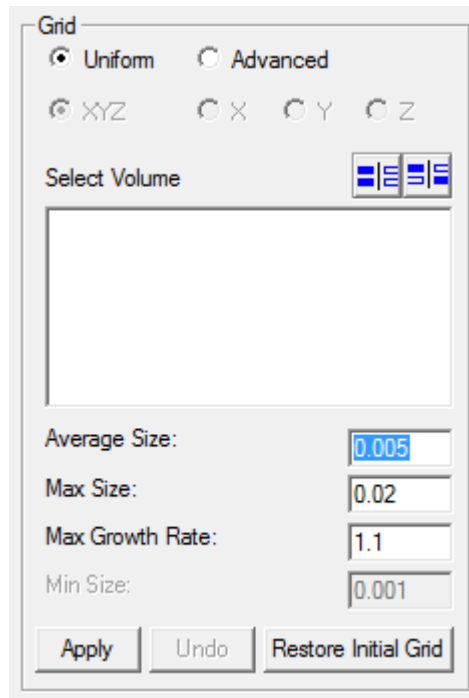 Grid
Uniform Advanced
XYZ X Y Z
Select Volume
Average Size: 0.005
Max Size: 0.02
Max Growth Rate: 1.1
Min Size: 0.001
Apply Undo Restore Initial Grid